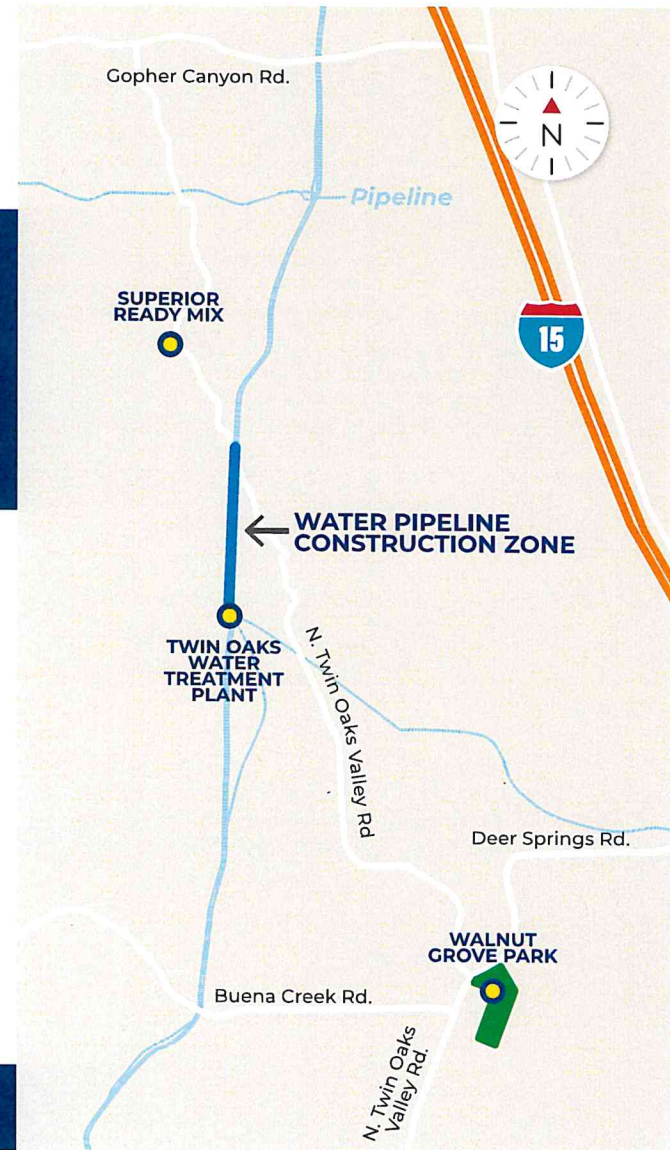 Gopher Canyon Rd.
N
Pipeline
SUPERIOR
READY MIX
15
WATER PIPELINE
CONSTRUCTION ZONE
TWIN OAKS
WATER
TREATMENT
PLANT
N. Twin Oaks Valley Rd
Deer Springs Rd.
WALNUT
GROVE PARK
Buena Creek Rd.
N. Twin Oaks
Valley Rd.